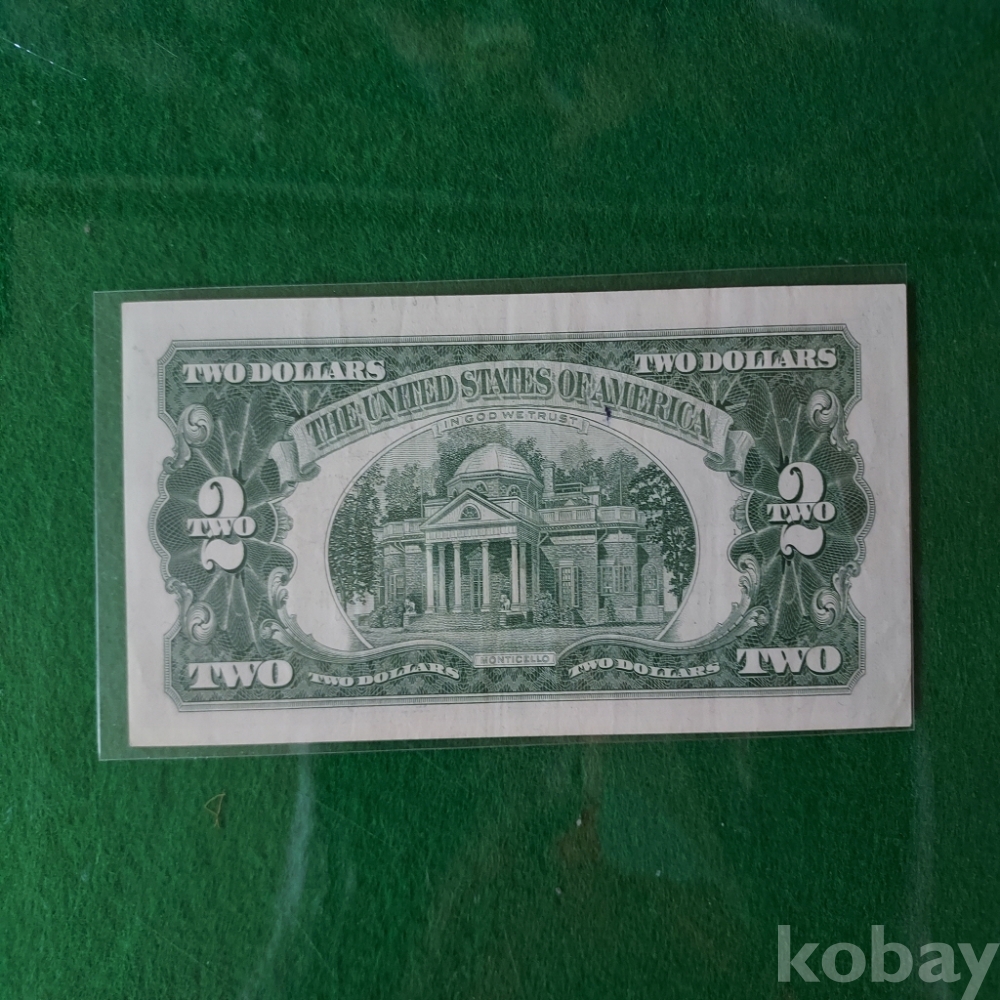 TWO DOLLARS TWO DOLLARS
THE UNITED STATES OF AMERICA
IN GOD WE TRUST
2 2
TWO TWO
TWO TWO DOLLARS MONTICELLO TWO DOLLARS TWO
kobay